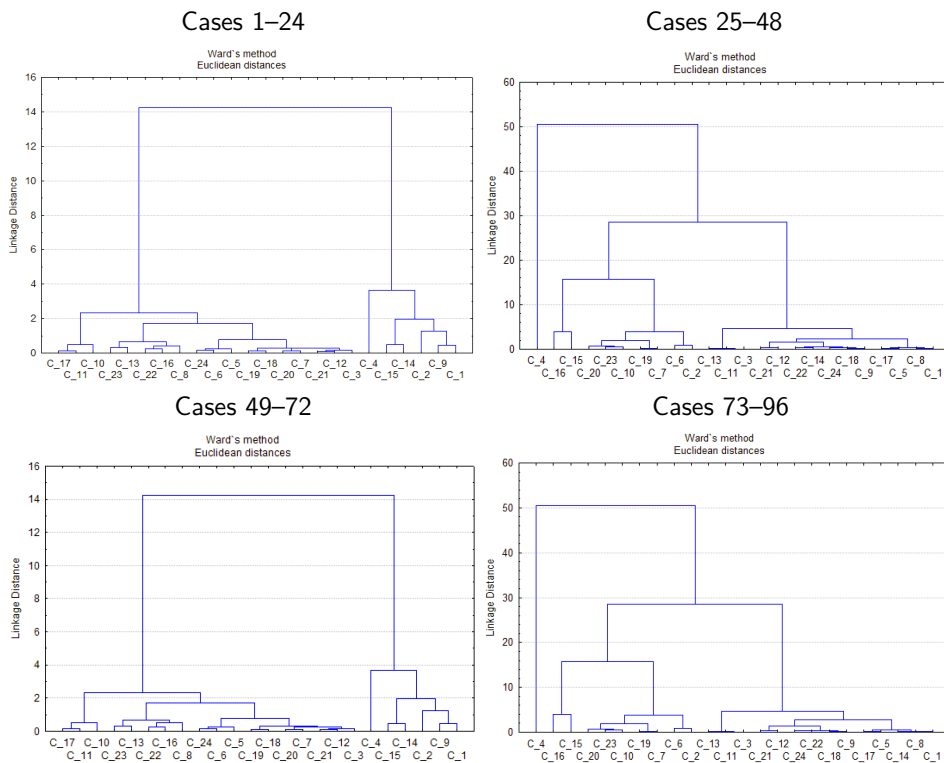 Cases 1–24
Ward`s method
Euclidean distances
16
14
12
10
8
6
4
2
0
Linkage Distance
C_17 C_10 C_13 C_16 C_24 C_5 C_18 C_7 C_12 C_4 C_14 C_9 C_1
C_11 C_23 C_22 C_8 C_6 C_19 C_20 C_21 C_3 C_15 C_2
Cases 25–48
Ward`s method
Euclidean distances
60
50
40
30
20
10
0
Linkage Distance
C_4 C_15 C_23 C_19 C_6 C_13 C_3 C_12 C_14 C_18 C_17 C_8
C_16 C_20 C_10 C_7 C_2 C_11 C_21 C_22 C_24 C_9 C_5 C_1
Cases 49–72
Ward`s method
Euclidean distances
16
14
12
10
8
6
4
2
0
Linkage Distance
C_17 C_10 C_13 C_16 C_24 C_5 C_18 C_7 C_12 C_4 C_14 C_9 C_1
C_11 C_23 C_22 C_8 C_6 C_19 C_20 C_21 C_3 C_15 C_2
Cases 73–96
Ward`s method
Euclidean distances
60
50
40
30
20
10
0
Linkage Distance
C_4 C_15 C_23 C_19 C_6 C_13 C_3 C_12 C_22 C_9 C_5 C_8
C_16 C_20 C_10 C_7 C_2 C_11 C_21 C_24 C_18 C_17 C_14 C_1